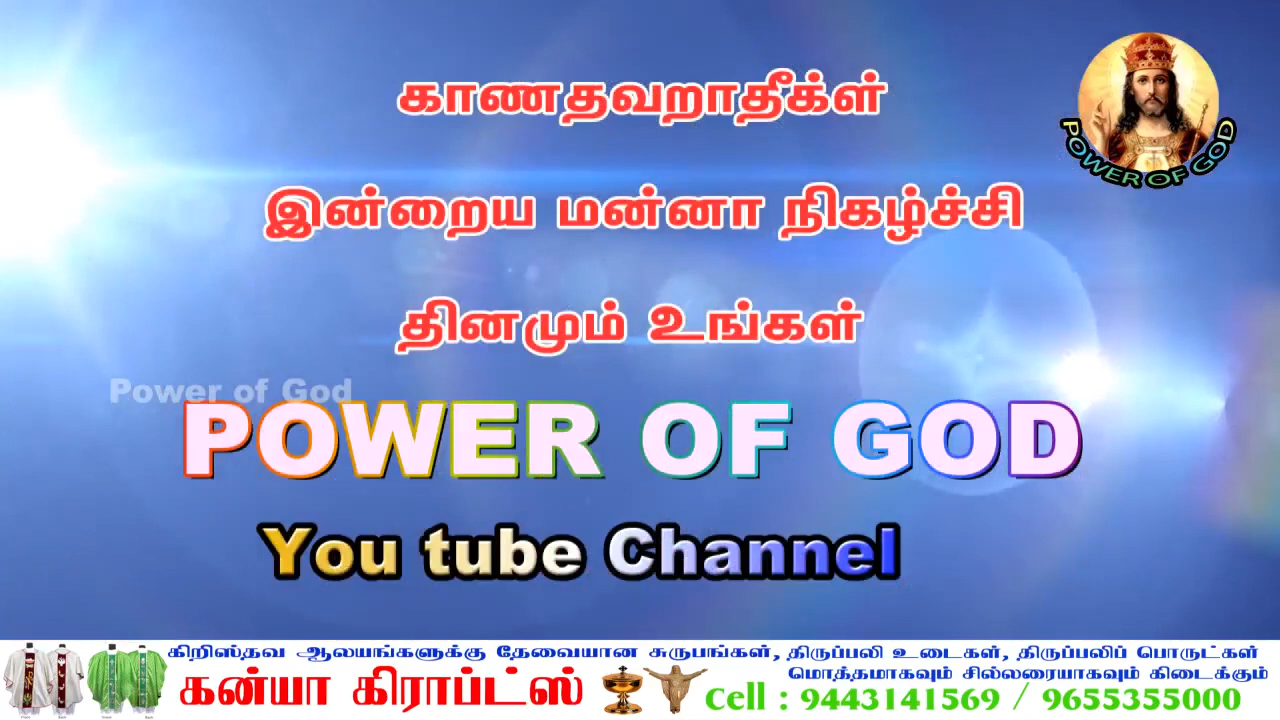 காணதவறாதீக்ள்
POWER OF GOD
இன்றைய மன்னா நிகழ்ச்சி
தினமும் உங்கள்
Power of God
POWER OF GOD
You tube Channel
கிறிஸ்தவ ஆலயங்களுக்கு தேவையான சுருபங்கள், திருப்பலி உடைகள், திருப்பலிப் பொருட்கள்
மொத்தமாகவும் சில்லரையாகவும் கிடைக்கும்
கன்யா கிராப்ட்ஸ்
Cell : 9443141569 / 9655355000